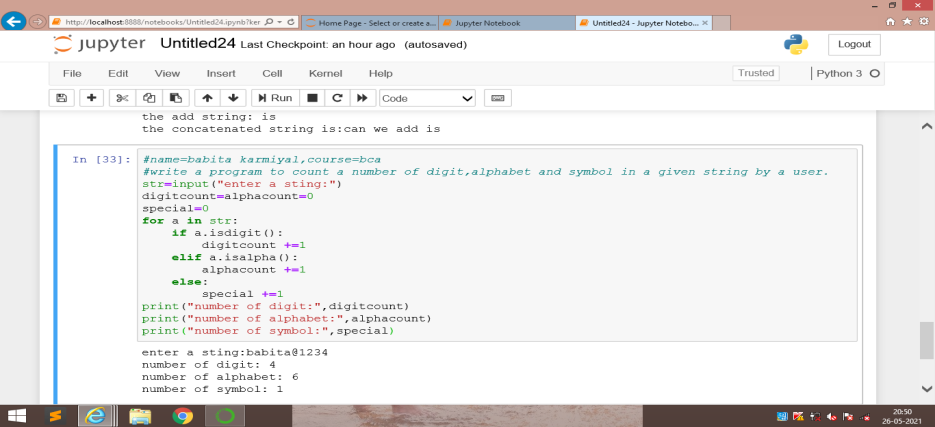 http://localhost:8888/notebooks/Untitled24.ipynb?ker
Home Page - Select or create a...
Jupyter Notebook
Untitled24 - Jupyter Notebo...
jupyter Untitled24 Last Checkpoint: an hour ago (autosaved)
Logout
File Edit View Insert Cell Kernel Help
Trusted
Python 3
Run
Code
the add string: is
the concatenated string is:can we add is
In [33]:
#name=babita karmiyal,course=bca
#write a program to count a number of digit,alphabet and symbol in a given string by a user.
str=input("enter a sting:")
digitcount=alphacount=0
special=0
for a in str:
    if a.isdigit():
        digitcount +=1
    elif a.isalpha():
        alphacount +=1
    else:
        special +=1
print("number of digit:",digitcount)
print("number of alphabet:",alphacount)
print("number of symbol:",special)
enter a sting:babita@1234
number of digit: 4
number of alphabet: 6
number of symbol: 1
20:50
26-05-2021